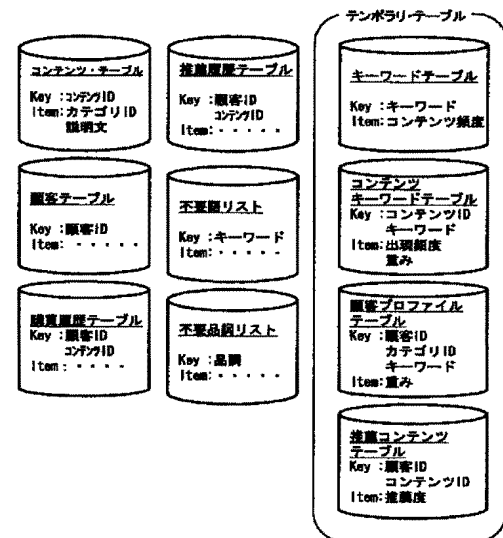 テンポラリ・テーブル
コンテンツ・テーブル
Key :コンテンツID
Item:カテゴリID
説明文
推薦履歴テーブル
Key :顧客ID
コンテンツID
Item:・・・・・
キーワードテーブル
Key :キーワード
Item:コンテンツ頻度
顧客テーブル
Key :顧客ID
Item: ・・・・・
不要語リスト
Key :キーワード
Item:・・・・・
コンテンツ
キーワードテーブル
Key :コンテンツID
キーワード
Item:出現頻度
重み
購買履歴テーブル
Key :顧客ID
コンテンツID
Item: ・・・・
不要品詞リスト
Key :品詞
Item:・・・・・
顧客プロファイル
テーブル
Key :顧客ID
カテゴリID
キーワード
Item:重み
推薦コンテンツ
テーブル
Key :顧客ID
コンテンツID
Item:推薦度